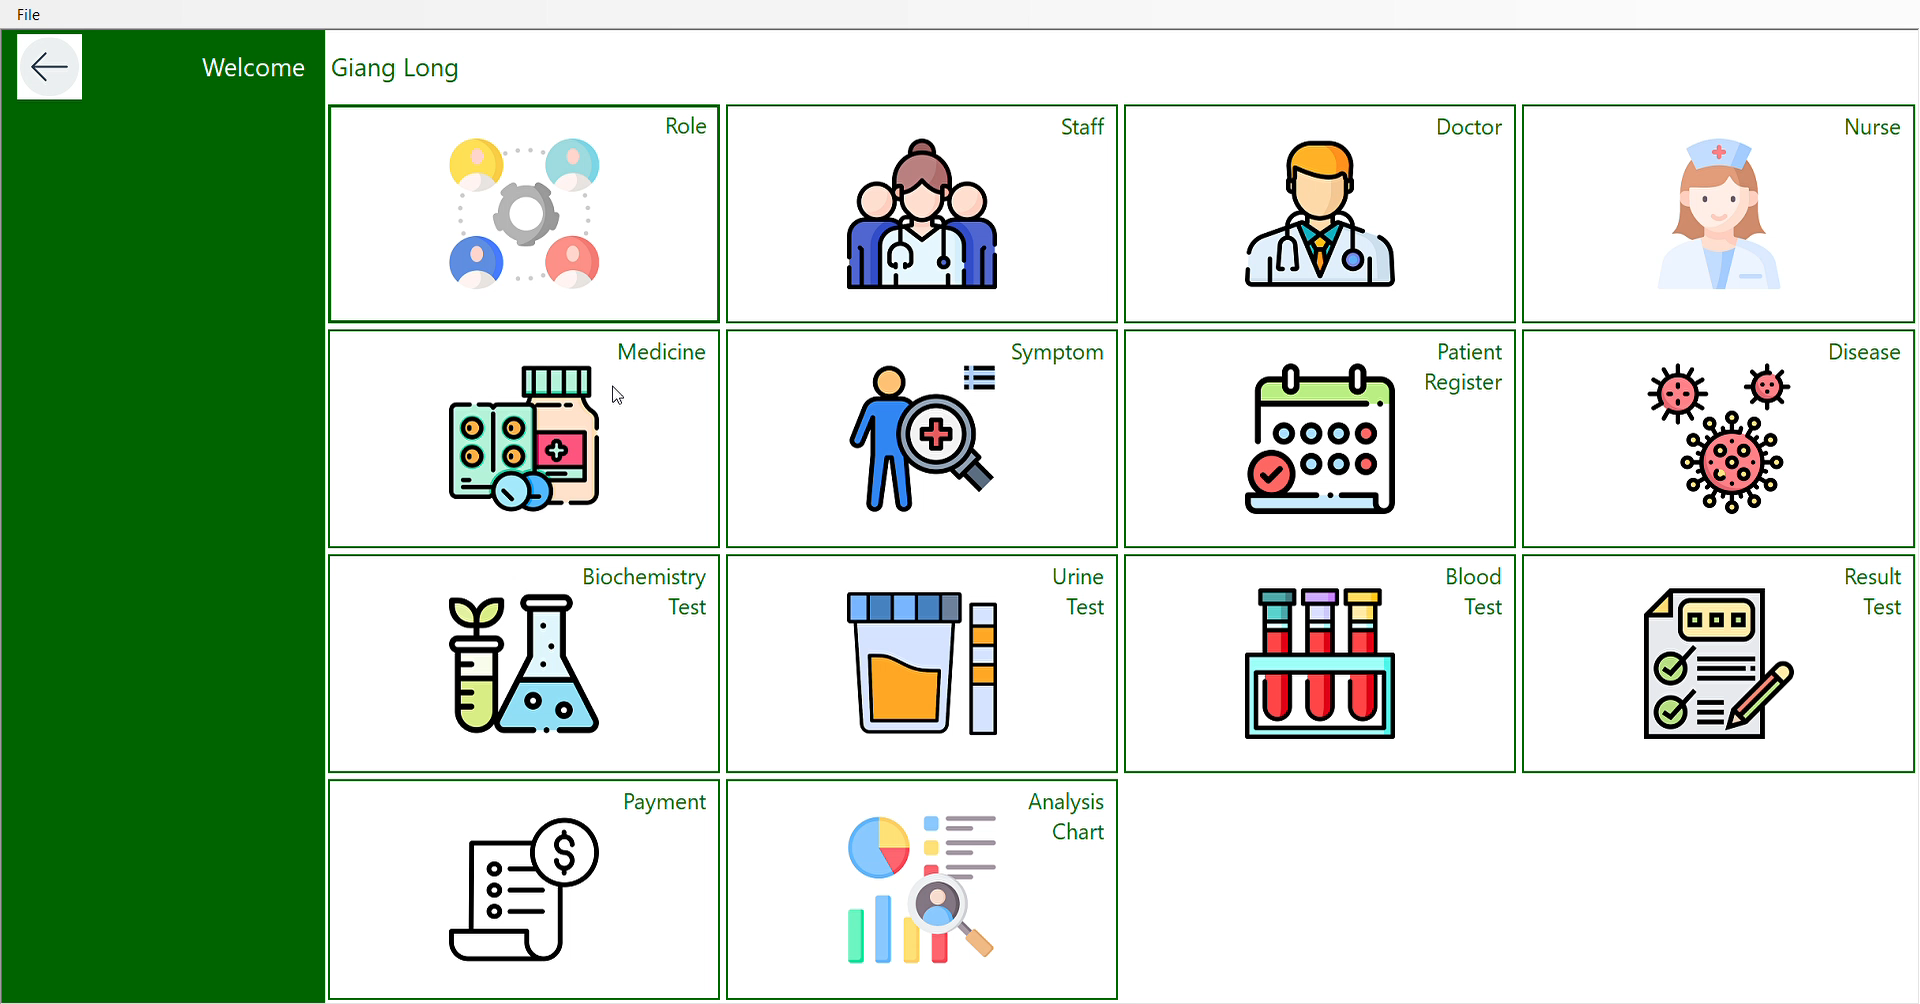 File
Welcome
Giang Long
Role
Staff
Doctor
Nurse
Medicine
Symptom
Patient
Register
Disease
Biochemistry
Test
Urine
Test
Blood
Test
Result
Test
Payment
$
Analysis
Chart